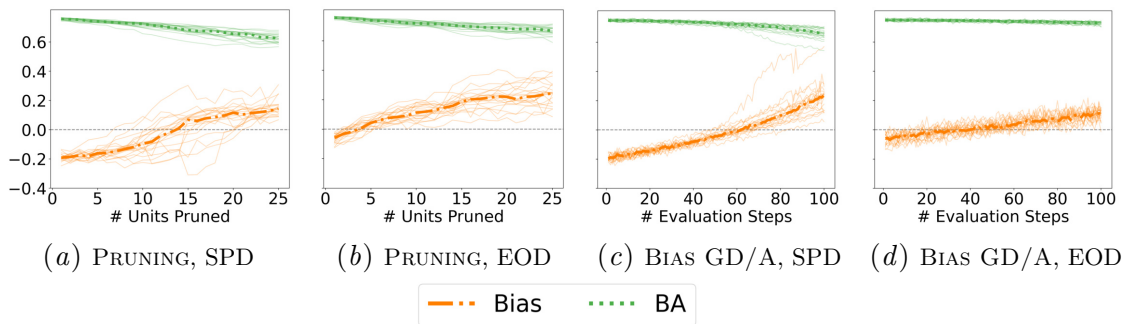 0.6
0.4
0.2
0.0
−0.2
−0.4
0 5 10 15 20 25
# Units Pruned
0 5 10 15 20 25
# Units Pruned
0 20 40 60 80 100
# Evaluation Steps
0 20 40 60 80 100
# Evaluation Steps
(a) Pruning, SPD
(b) Pruning, EOD
(c) Bias GD/A, SPD
(d) Bias GD/A, EOD
Bias BA